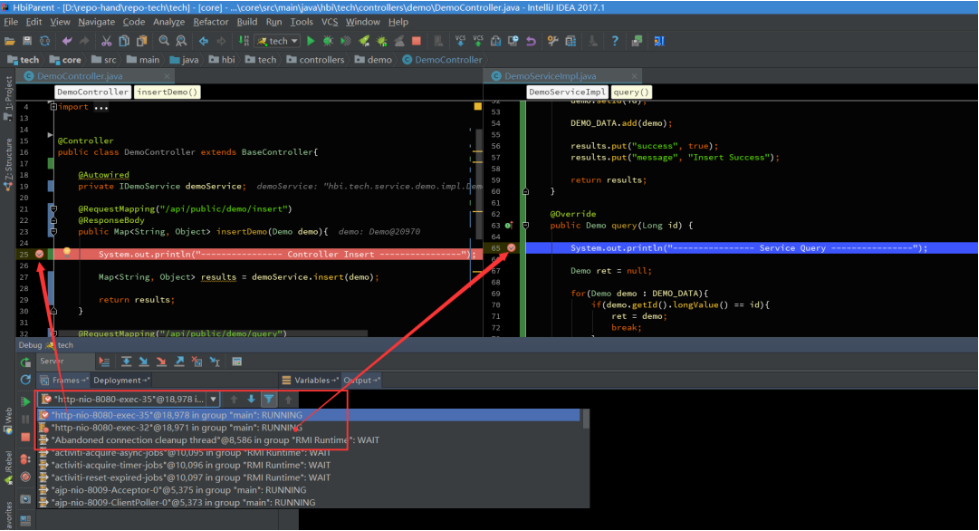 HbiParent - [D:\repo-hand\repo-tech\tech] - [core] - ...\core\src\main\java\hbi\tech\controllers\demo\DemoController.java - IntelliJ IDEA 2017.1
File Edit View Navigate Code Analyze Refactor Build Run Tools VCS Window Help
tech
tech core src main java hbi tech controllers demo DemoController
DemoController.java
DemoController insertDemo()
4 import ...
13
14
15 @Controller
16 public class DemoController extends BaseController{
17
18 @Autowired
19 private IDemoService demoService; demoService: "hbi.tech.service.demo.impl.Dem
20
21 @RequestMapping("/api/public/demo/insert")
22 @ResponseBody
23 public Map<String, Object> insertDemo(Demo demo){ demo: Demo@20970
24
25 System.out.println("---------------- Controller Insert ----------------");
26
27 Map<String, Object> results = demoService.insert(demo);
28
29 return results;
30 }
31
32 @RequestMapping("/api/public/demo/query")
DemoServiceImpl.java
DemoServiceImpl query()
52 demo.setId(id);
53
54 DEMO_DATA.add(demo);
55
56 results.put("success", true);
57 results.put("message", "Insert Success");
58
59 return results;
60 }
61
62 @Override
63 public Demo query(Long id) {
64
65 System.out.println("---------------- Service Query ----------------");
66
67 Demo ret = null;
68
69 for(Demo demo : DEMO_DATA){
70 if(demo.getId().longValue() == id){
71 ret = demo;
72 break;
1: Project
7: Structure
Web
JRebel
Favorites
Debug tech
Server
Frames Deployment Variables Output
"http-nio-8080-exec-35"@18,978 i...
"http-nio-8080-exec-35"@18,978 in group "main": RUNNING
"http-nio-8080-exec-32"@18,971 in group "main": RUNNING
"Abandoned connection cleanup thread"@8,586 in group "RMI Runtime": WAIT
"activiti-acquire-async-jobs"@10,095 in group "RMI Runtime": WAIT
"activiti-acquire-timer-jobs"@10,096 in group "RMI Runtime": WAIT
"activiti-reset-expired-jobs"@10,097 in group "RMI Runtime": WAIT
"ajp-nio-8009-Acceptor-0"@5,375 in group "main": RUNNING
"ajp-nio-8009-ClientPoller-0"@5,373 in group "main": RUNNING